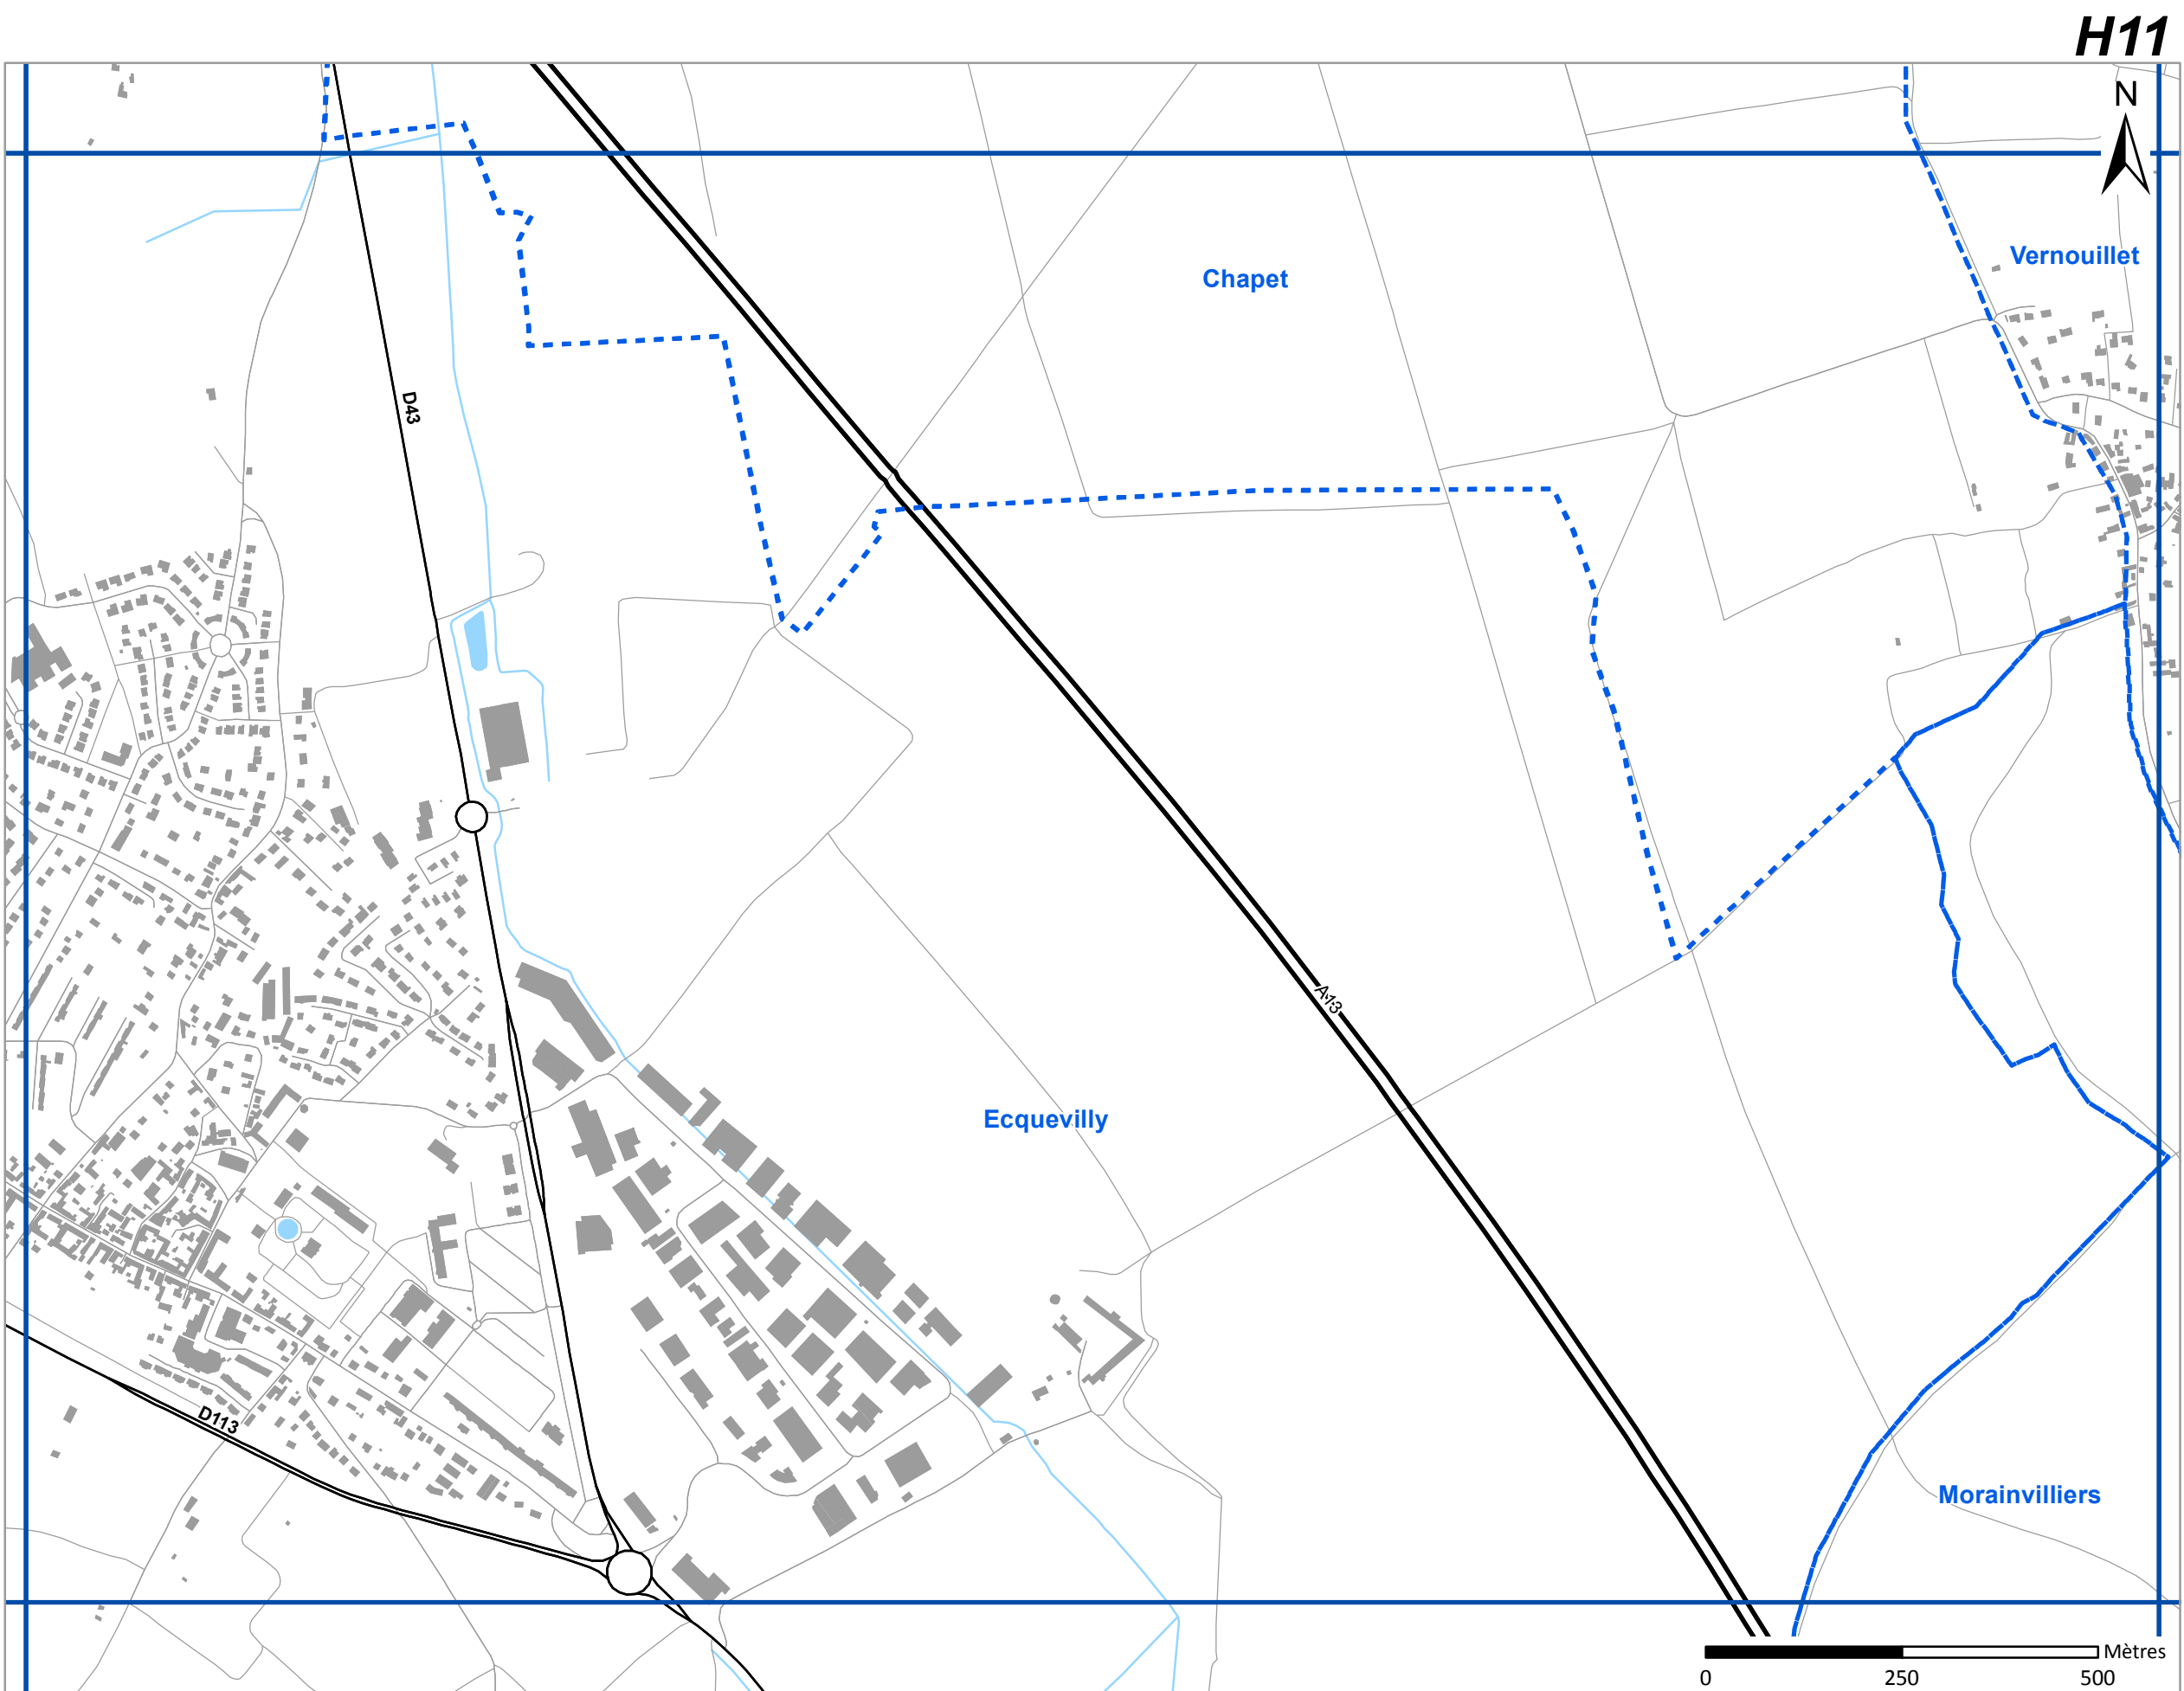 H11
N
Vernouillet
Chapet
D43
A13
Ecquevilly
D113
Morainvilliers
Mètres
0 250 500